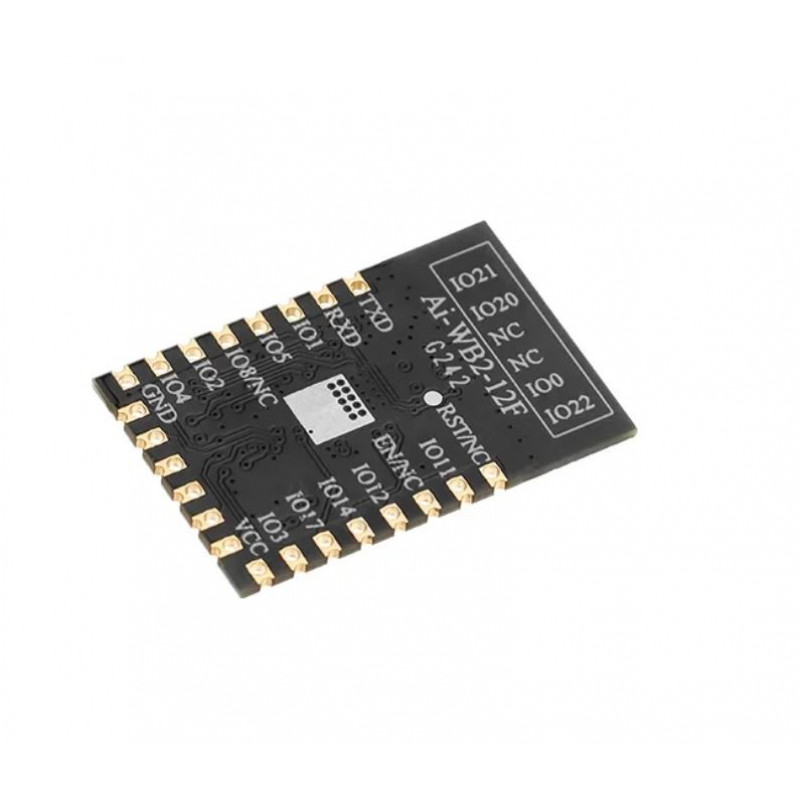 IO21
IO20
NC
NC
IO0
IO22
Ai-WB2-12F
G242
TXD
RXD
IO1
IO5
IO8/NC
IO2
IO4
GND
RST/NC
IO11
EN/NC
IO12
IO14
IO17
IO3
VCC